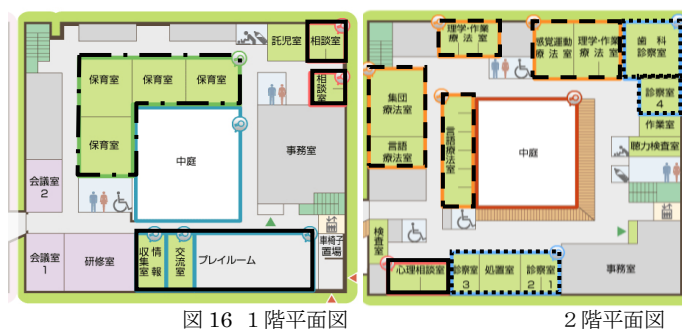 託児室
相談室
保育室 保育室 保育室
相談室
保育室
中庭
事務室
会議室
2
会議室
1
研修室
情報
収集室
交流室
プレイルーム
車椅子
置場
理学・作業
療法室
感覚運動
療法室
理学・作業
療法室
歯科
診察室
集団
療法室
言語療法室
診察室
4
作業室
聴力検査室
言語
療法室
中庭
検査室
心理相談室
診察室
3
処置室
診察室
2 1
事務室
図 16 1階平面図
2階平面図